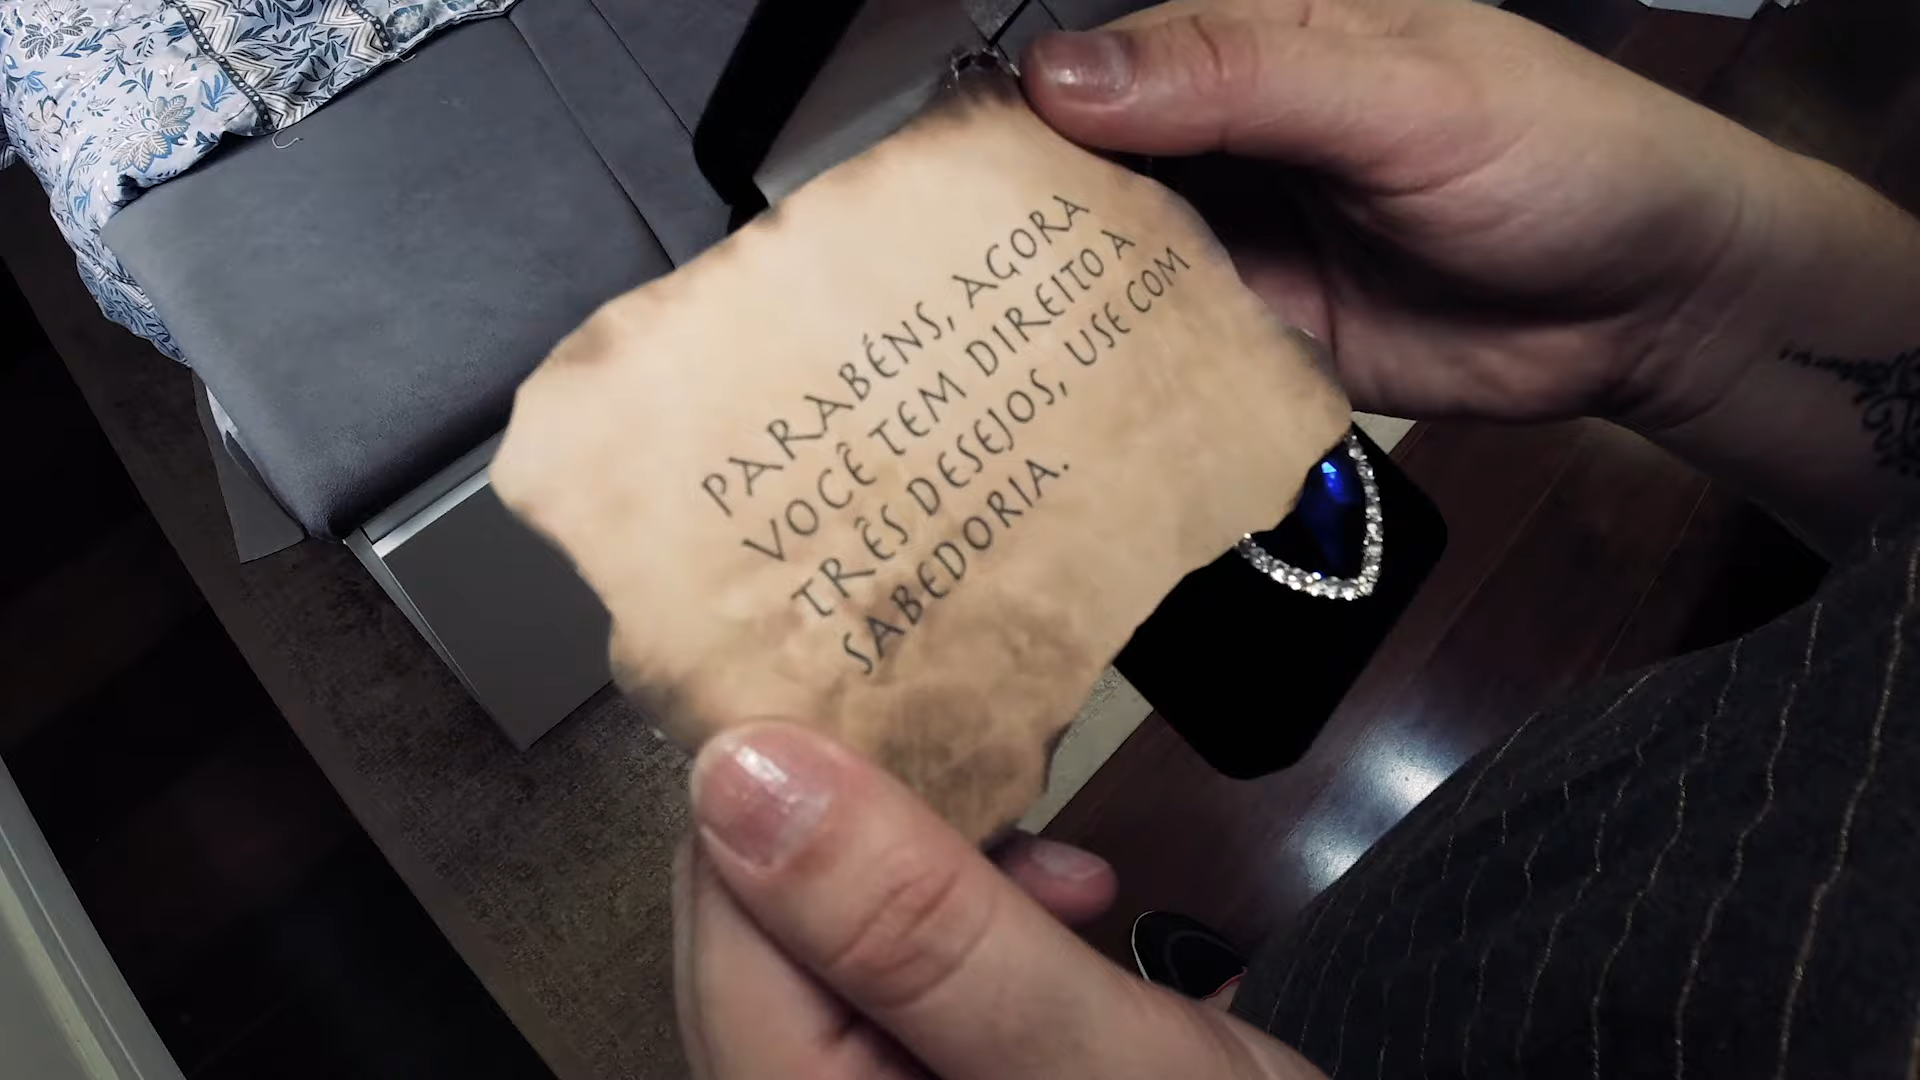 PARABÉNS, AGORA
VOCÊ TEM DIREITO A
TRÊS DESEJOS, USE COM
SABEDORIA.